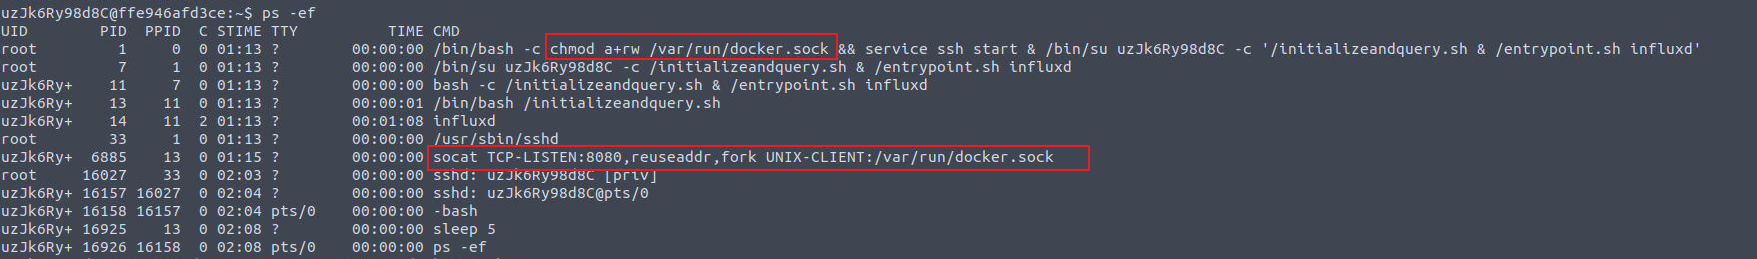 uzJk6Ry98d8C@ffe946afd3ce:~$ ps -ef
UID        PID  PPID  C STIME TTY          TIME CMD
root         1     0  0 01:13 ?        00:00:00 /bin/bash -c chmod a+rw /var/run/docker.sock && service ssh start & /bin/su uzJk6Ry98d8C -c '/initializeandquery.sh & /entrypoint.sh influxd'
root         7     1  0 01:13 ?        00:00:00 /bin/su uzJk6Ry98d8C -c /initializeandquery.sh & /entrypoint.sh influxd
uzJk6Ry+    11     7  0 01:13 ?        00:00:00 bash -c /initializeandquery.sh & /entrypoint.sh influxd
uzJk6Ry+    13    11  0 01:13 ?        00:00:01 /bin/bash /initializeandquery.sh
uzJk6Ry+    14    11  2 01:13 ?        00:01:08 influxd
root        33     1  0 01:13 ?        00:00:00 /usr/sbin/sshd
uzJk6Ry+  6885    13  0 01:15 ?        00:00:00 socat TCP-LISTEN:8080,reuseaddr,fork UNIX-CLIENT:/var/run/docker.sock
root     16027    33  0 02:03 ?        00:00:00 sshd: uzJk6Ry98d8C [priv]
uzJk6Ry+ 16157 16027  0 02:04 ?        00:00:00 sshd: uzJk6Ry98d8C@pts/0
uzJk6Ry+ 16158 16157  0 02:04 pts/0    00:00:00 -bash
uzJk6Ry+ 16925    13  0 02:08 ?        00:00:00 sleep 5
uzJk6Ry+ 16926 16158  0 02:08 pts/0    00:00:00 ps -ef